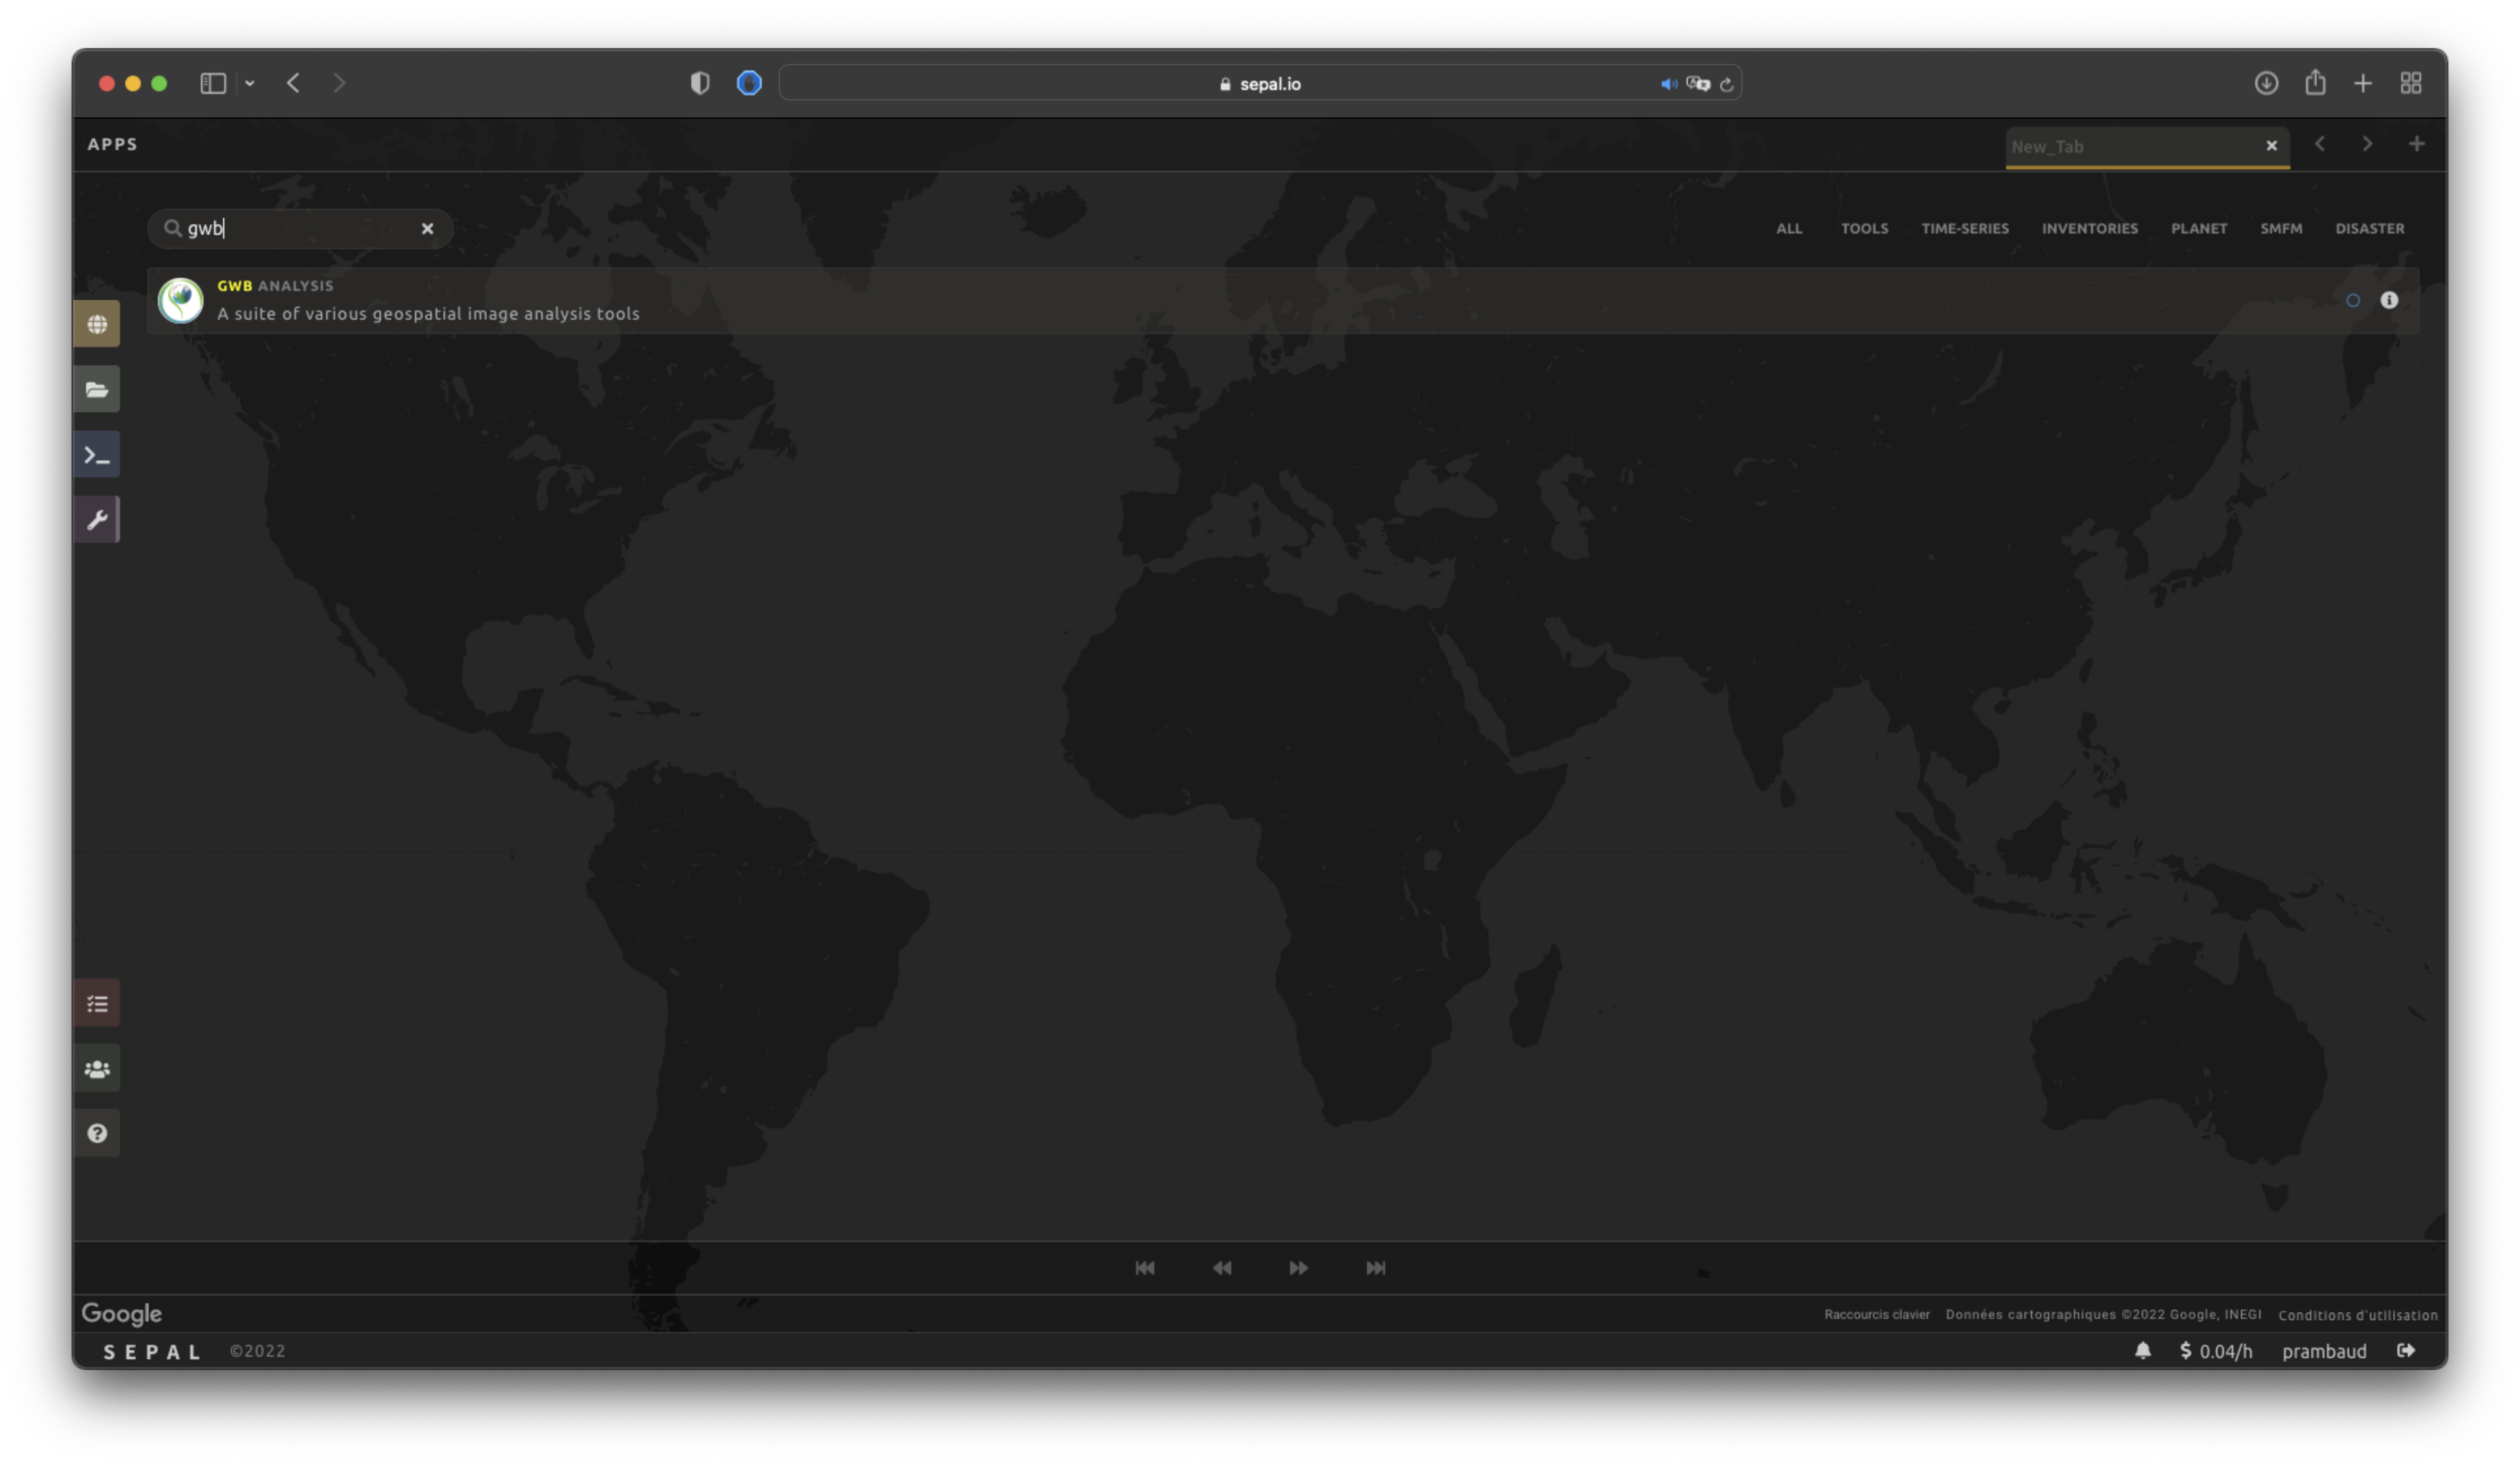 sepal.io
APPS
New_Tab
gwb
ALL TOOLS TIME-SERIES INVENTORIES PLANET SMFM DISASTER
GWB ANALYSIS
A suite of various geospatial image analysis tools
Google
Raccourcis clavier Données cartographiques ©2022 Google, INEGI Conditions d'utilisation
SEPAL ©2022
$ 0.04/h prambaud